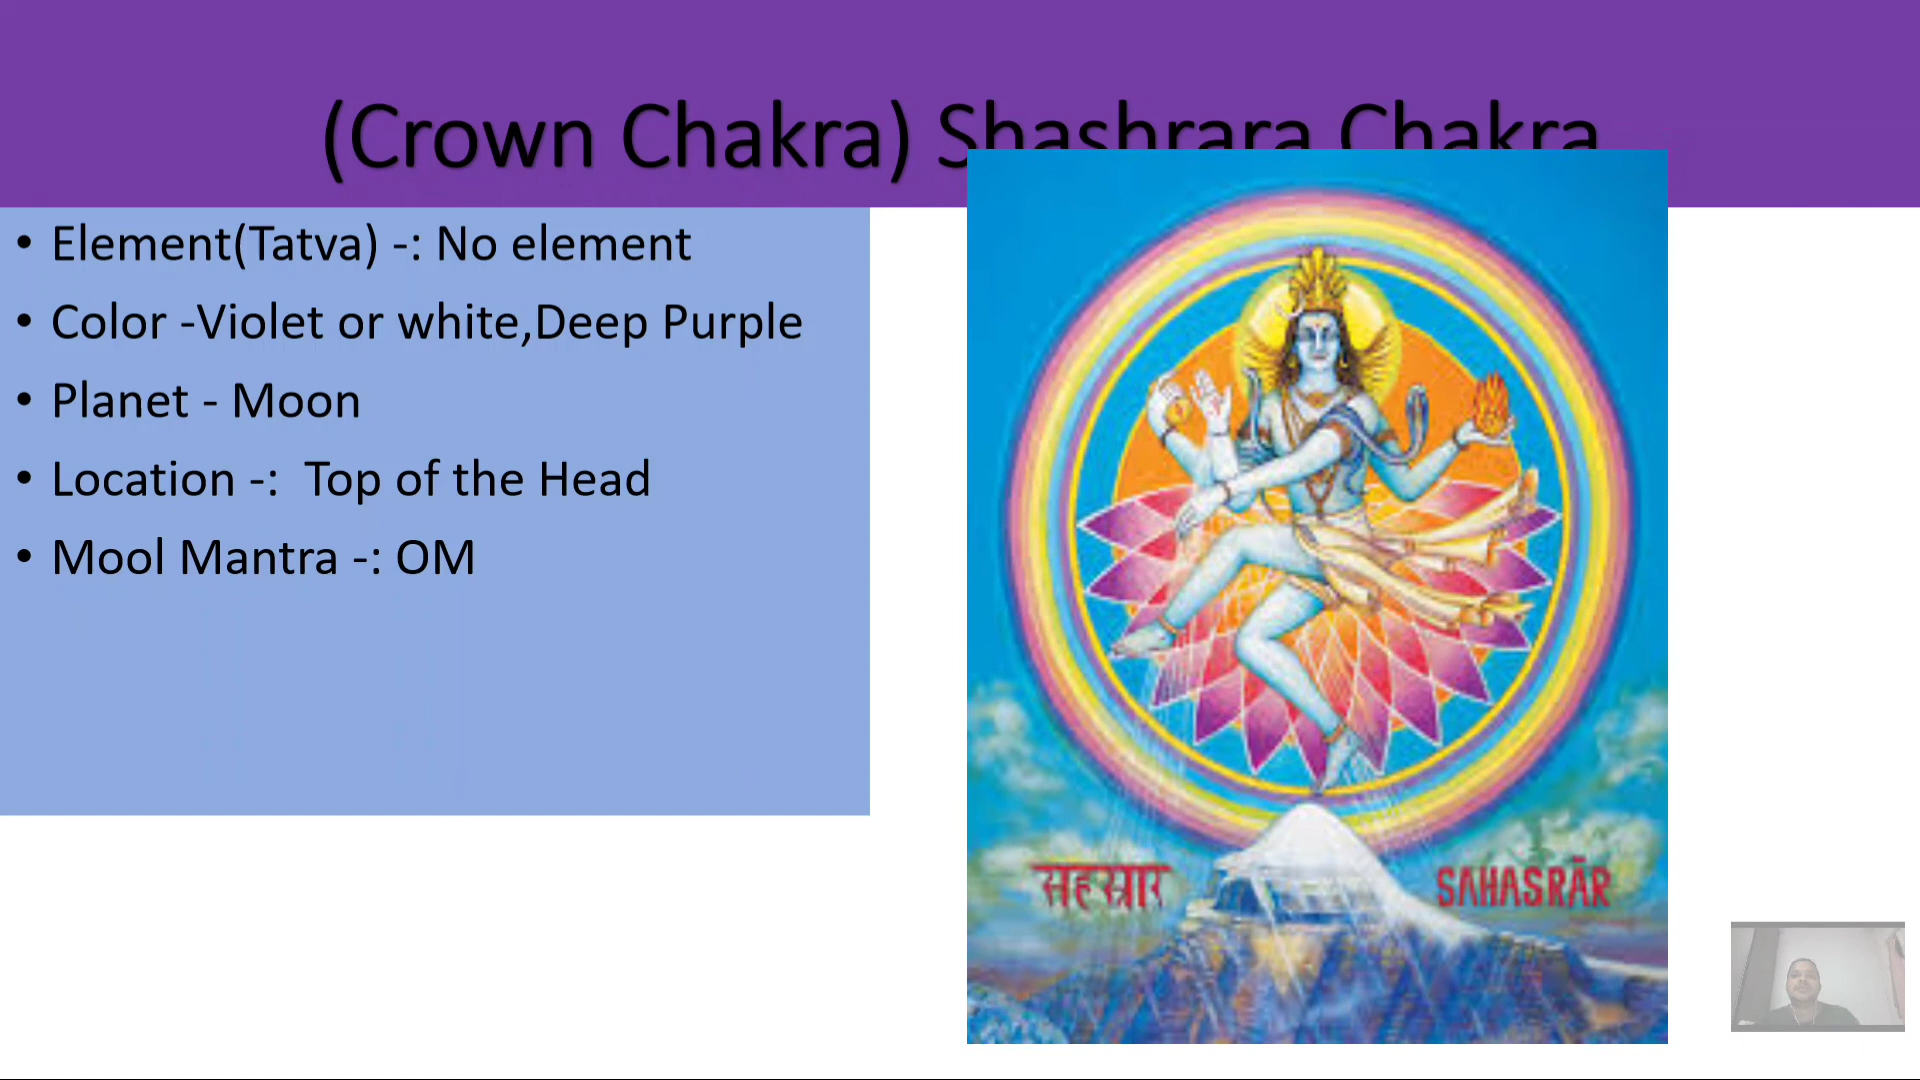 (Crown Chakra) Shashrara Chakra
• Element(Tatva) -: No element
• Color -Violet or white,Deep Purple
• Planet - Moon
• Location -:  Top of the Head
• Mool Mantra -: OM
सहस्रार
SAHASRĀR